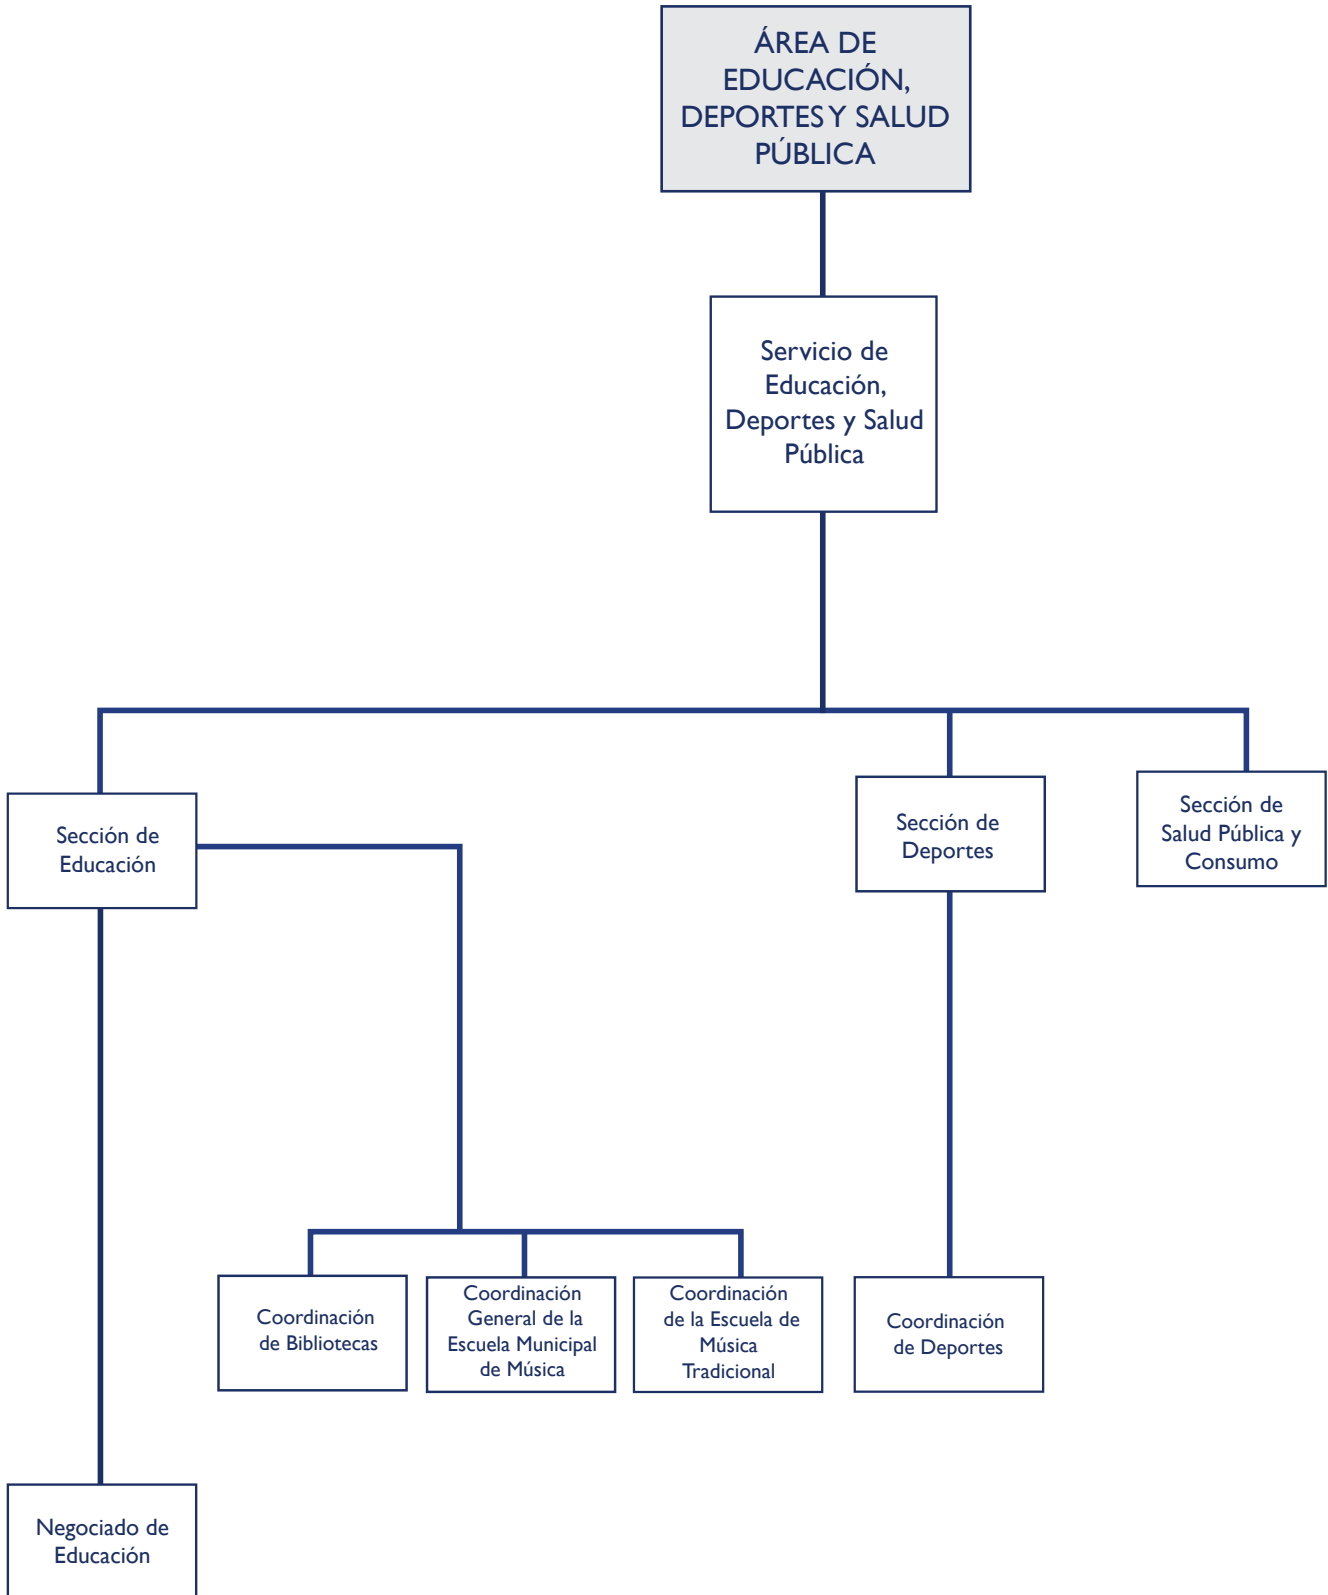 ÁREA DE
EDUCACIÓN,
DEPORTES Y SALUD
PÚBLICA
Servicio de
Educación,
Deportes y Salud
Pública
Sección de
Educación
Sección de
Deportes
Sección de
Salud Pública y
Consumo
Coordinación
de Bibliotecas
Coordinación
General de la
Escuela Municipal
de Música
Coordinación
de la Escuela de
Música
Tradicional
Coordinación
de Deportes
Negociado de
Educación